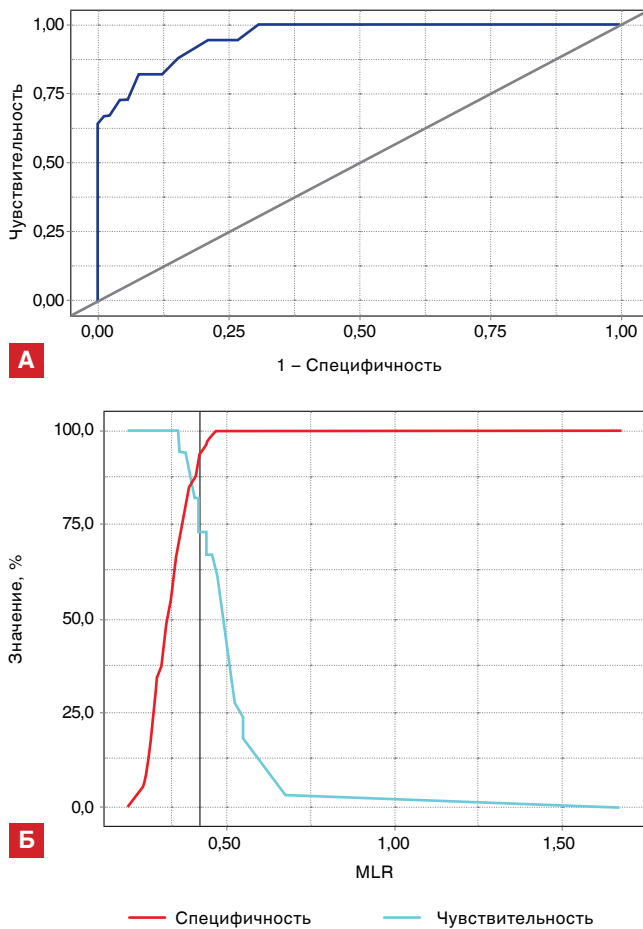 1,00
0,75
0,50
0,25
0,00
Чувствительность
0,00 0,25 0,50 0,75 1,00
1 – Специфичность
А
100,0
75,0
50,0
25,0
0,0
Значение, %
0,50 1,00 1,50
MLR
Б
Специфичность Чувствительность